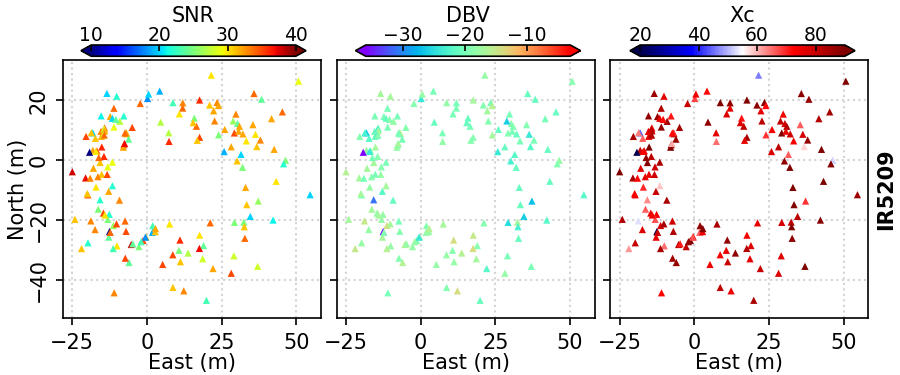 SNR DBV Xc
10 20 30 40 −30 −20 −10 20 40 60 80
20
0
−20
−40
North (m)
IR5209
−25 0 25 50 −25 0 25 50 −25 0 25 50
East (m) East (m) East (m)